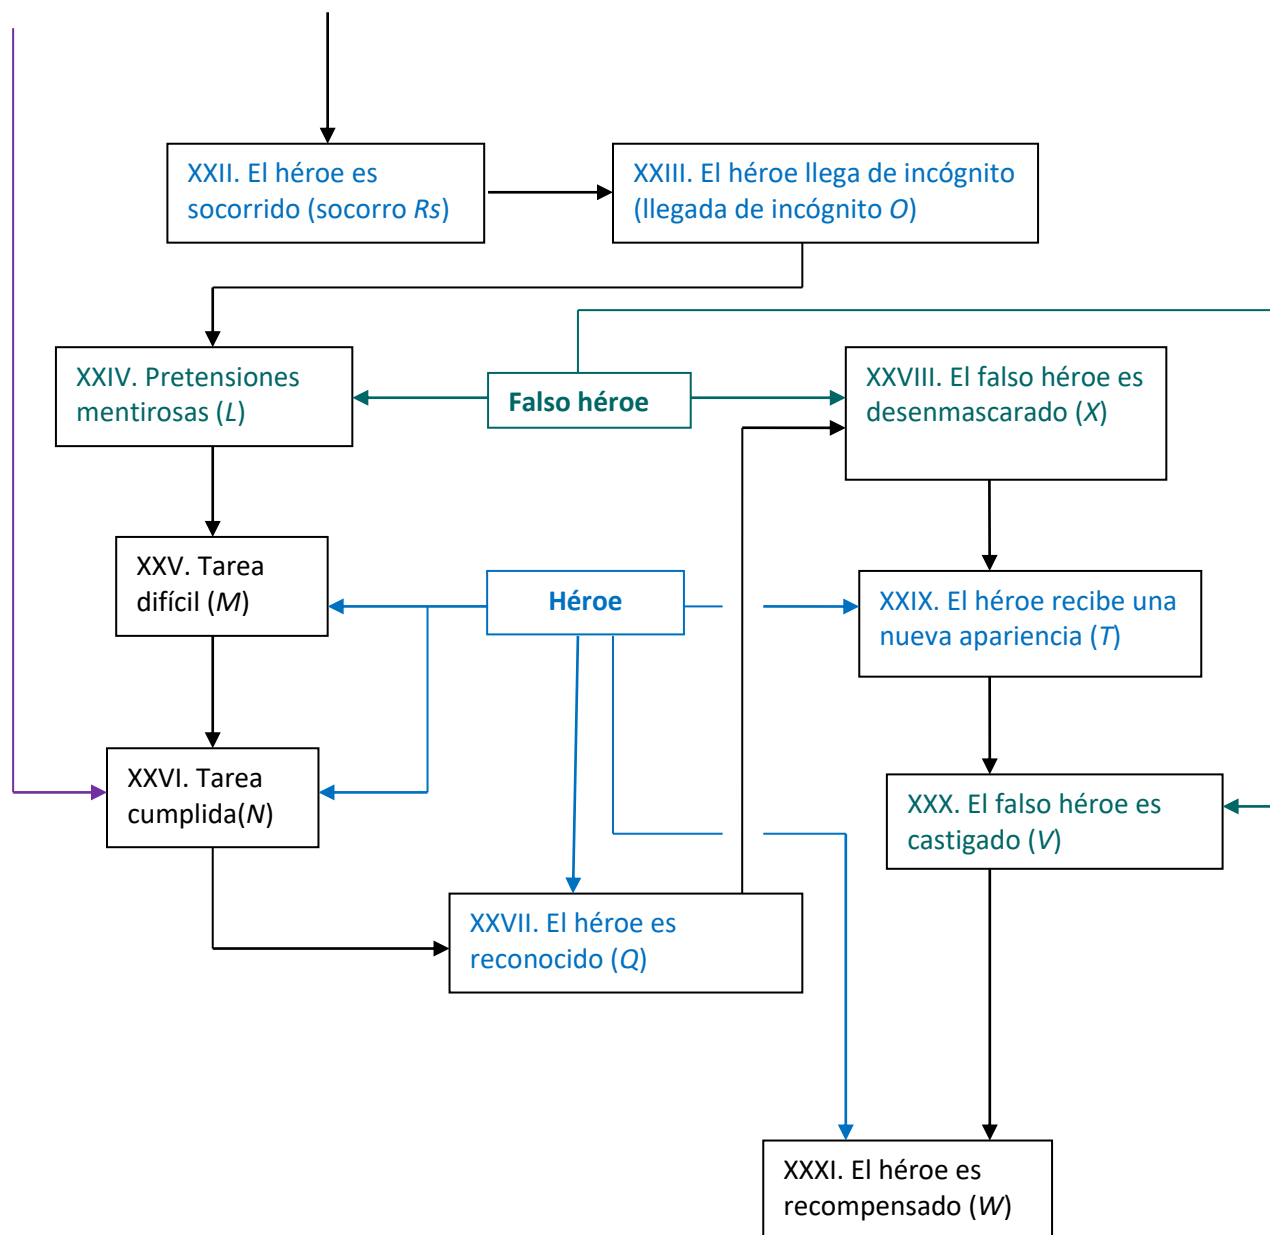 XXII. El héroe es
socorrido (socorro Rs)
XXIII. El héroe llega de incógnito
(llegada de incógnito O)
XXIV. Pretensiones
mentirosas (L)
Falso héroe
XXVIII. El falso héroe es
desenmascarado (X)
XXV. Tarea
difícil (M)
Héroe
XXIX. El héroe recibe una
nueva apariencia (T)
XXVI. Tarea
cumplida(N)
XXX. El falso héroe es
castigado (V)
XXVII. El héroe es
reconocido (Q)
XXXI. El héroe es
recompensado (W)